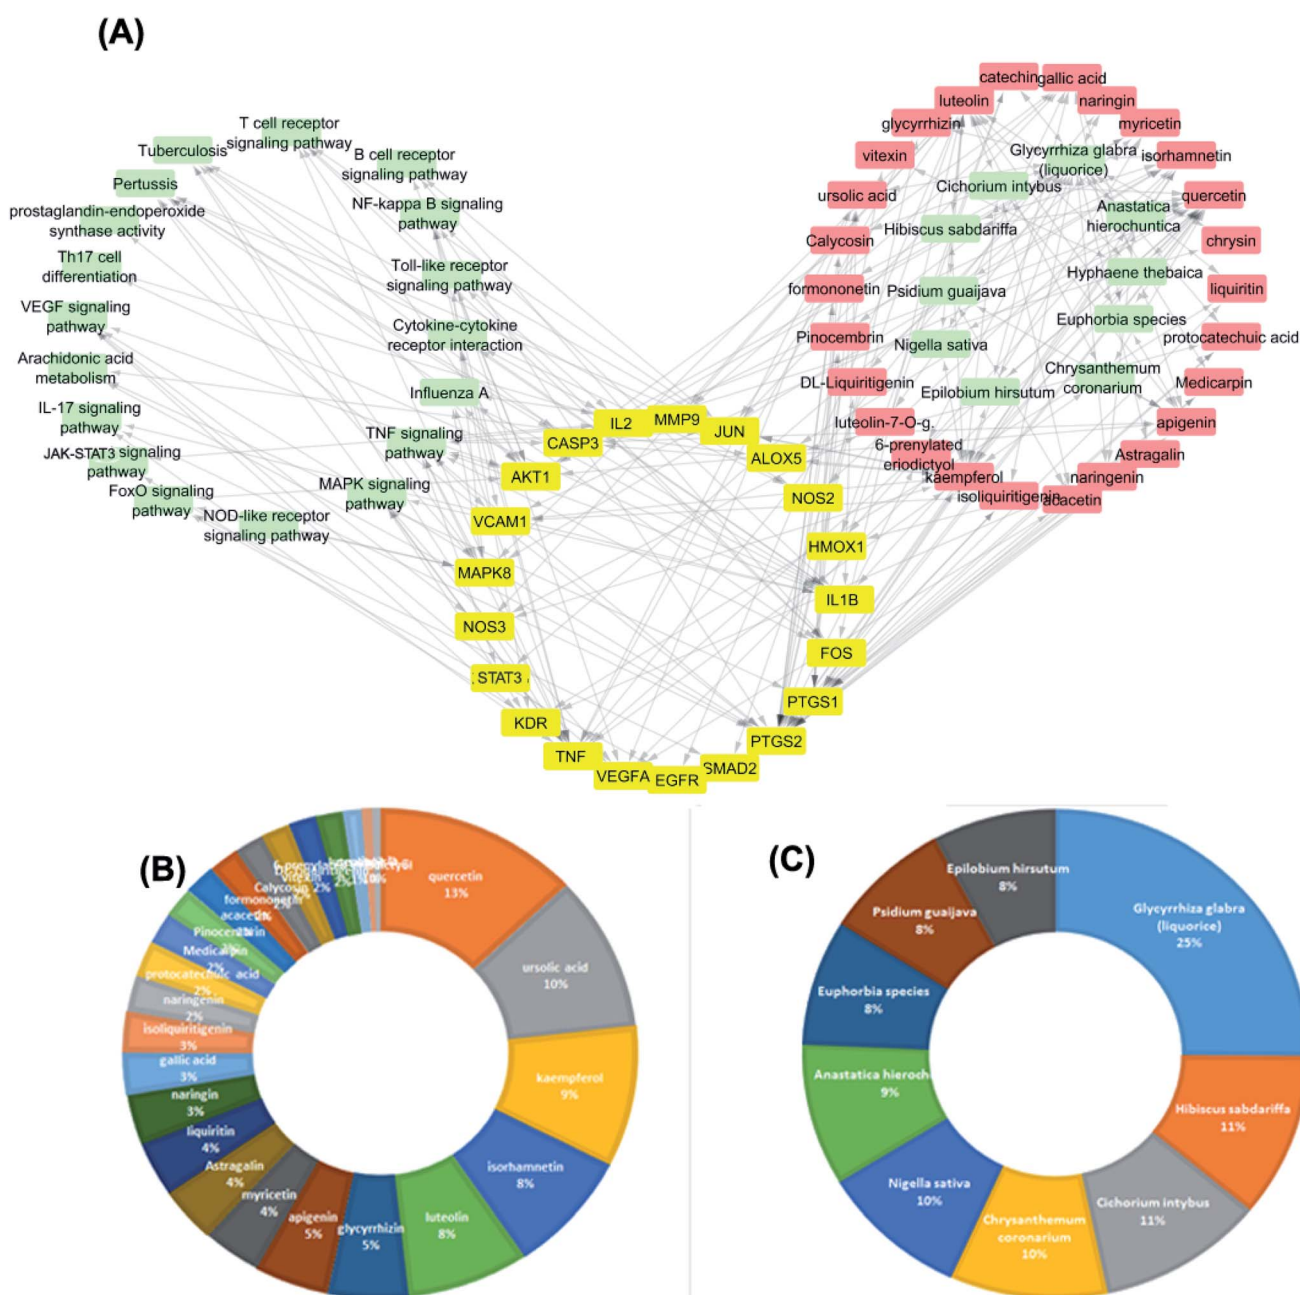 (A)
T cell receptor
signaling pathway
Tuberculosis
B cell receptor
signaling pathway
Pertussis
NF-kappa B signaling
pathway
prostaglandin-endoperoxide
synthase activity
Th17 cell
differentiation
Toll-like receptor
signaling pathway
VEGF signaling
pathway
Cytokine-cytokine
receptor interaction
Arachidonic acid
metabolism
Influenza A
IL-17 signaling
pathway
TNF signaling
pathway
JAK-STAT3 signaling
pathway
FoxO signaling
pathway
MAPK signaling
pathway
NOD-like receptor
signaling pathway
catechin
gallic acid
luteolin
naringin
glycyrrhizin
myricetin
vitexin
isorhamnetin
ursolic acid
quercetin
Calycosin
chrysin
formononetin
liquiritin
Pinocembrin
protocatechuic acid
DL-Liquiritigenin
Medicarpin
luteolin-7-O-g.
apigenin
6-prenylated
eriodictyol
Astragalin
kaempferol
naringenin
isoliquiritigenin
acacetin
Glycyrrhiza glabra
(liquorice)
Cichorium intybus
Anastatica
hierochuntica
Hibiscus sabdariffa
Hyphaene thebaica
Psidium guaijava
Euphorbia species
Nigella sativa
Chrysanthemum
coronarium
Epilobium hirsutum
IL2
MMP9
JUN
CASP3
ALOX5
AKT1
NOS2
VCAM1
HMOX1
MAPK8
IL1B
NOS3
FOS
STAT3
PTGS1
KDR
PTGS2
TNF
SMAD2
VEGFA
EGFR
(B)
quercetin
13%
ursolic acid
10%
kaempferol
9%
isorhamnetin
8%
luteolin
8%
glycyrrhizin
5%
apigenin
5%
myricetin
4%
Astragalin
4%
liquiritin
4%
naringin
3%
gallic acid
3%
isoliquiritigenin
3%
naringenin
2%
protocatechuic acid
2%
Medicarpin
2%
Pinocembrin
acacetin
formononetin
Calycosin
2%
vitexin
2%
(C)
Glycyrrhiza glabra
(liquorice)
25%
Hibiscus sabdariffa
11%
Cichorium intybus
11%
Chrysanthemum
coronarium
10%
Nigella sativa
10%
Anastatica hieroch
9%
Euphorbia species
8%
Psidium guaijava
8%
Epilobium hirsutum
8%